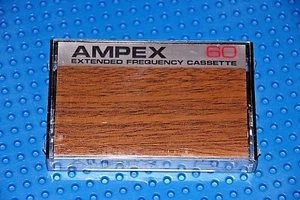 AMPEX 60
EXTENDED FREQUENCY CASSETTE